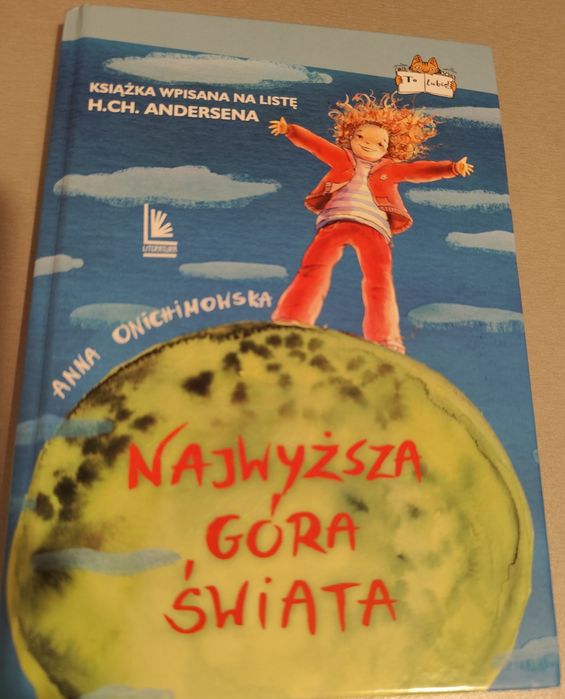 KSIĄŻKA WPISANA NA LISTĘ
H.CH. ANDERSENA
To lubię!
LITERATURA
ANNA ONICHIMOWSKA
NAJWYŻSZA
GÓRA
ŚWIATA